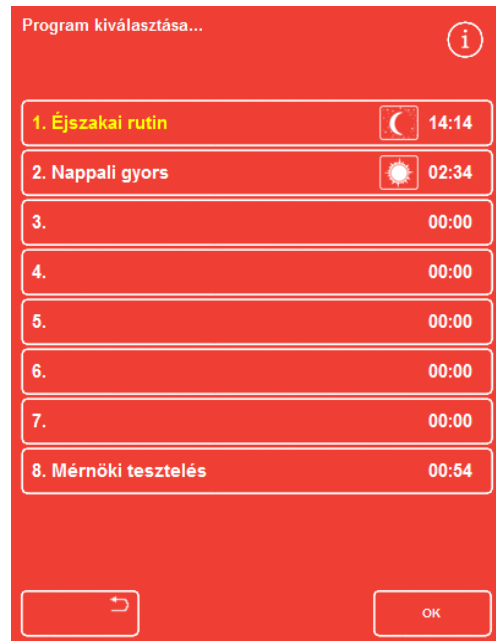 Program kiválasztása...
i
1. Éjszakai rutin 14:14
2. Nappali gyors 02:34
3. 00:00
4. 00:00
5. 00:00
6. 00:00
7. 00:00
8. Mérnöki tesztelés 00:54
OK